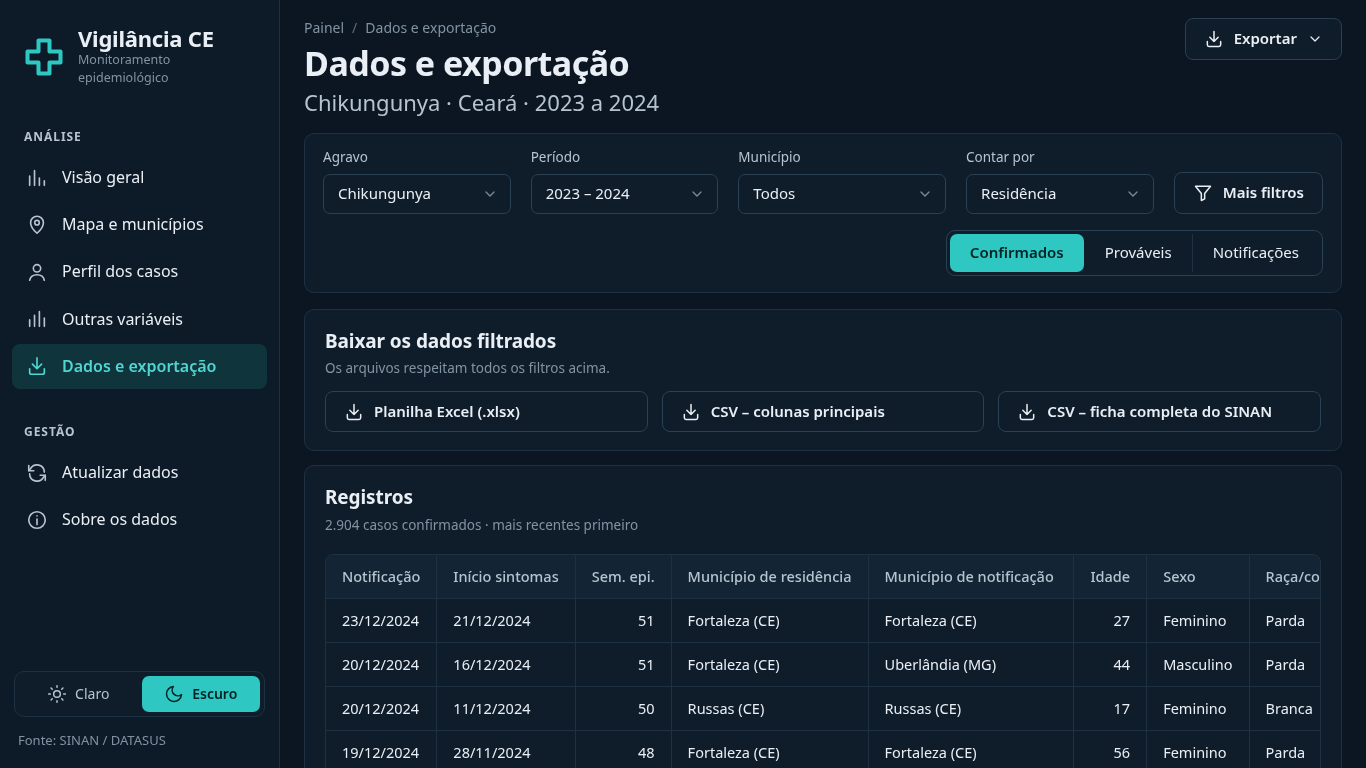 Vigilância CE
Monitoramento
epidemiológico
ANÁLISE
Visão geral
Mapa e municípios
Perfil dos casos
Outras variáveis
Dados e exportação
GESTÃO
Atualizar dados
Sobre os dados
Claro
Escuro
Fonte: SINAN / DATASUS
Painel / Dados e exportação
Exportar
Dados e exportação
Chikungunya · Ceará · 2023 a 2024
Agravo Período Município Contar por
Chikungunya 2023 – 2024 Todos Residência Mais filtros
Confirmados Prováveis Notificações
Baixar os dados filtrados
Os arquivos respeitam todos os filtros acima.
Planilha Excel (.xlsx) CSV – colunas principais CSV – ficha completa do SINAN
Registros
2.904 casos confirmados · mais recentes primeiro
Notificação Início sintomas Sem. epi. Município de residência Município de notificação Idade Sexo Raça/co
23/12/2024 21/12/2024 51 Fortaleza (CE) Fortaleza (CE) 27 Feminino Parda
20/12/2024 16/12/2024 51 Fortaleza (CE) Uberlândia (MG) 44 Masculino Parda
20/12/2024 11/12/2024 50 Russas (CE) Russas (CE) 17 Feminino Branca
19/12/2024 28/11/2024 48 Fortaleza (CE) Fortaleza (CE) 56 Feminino Parda